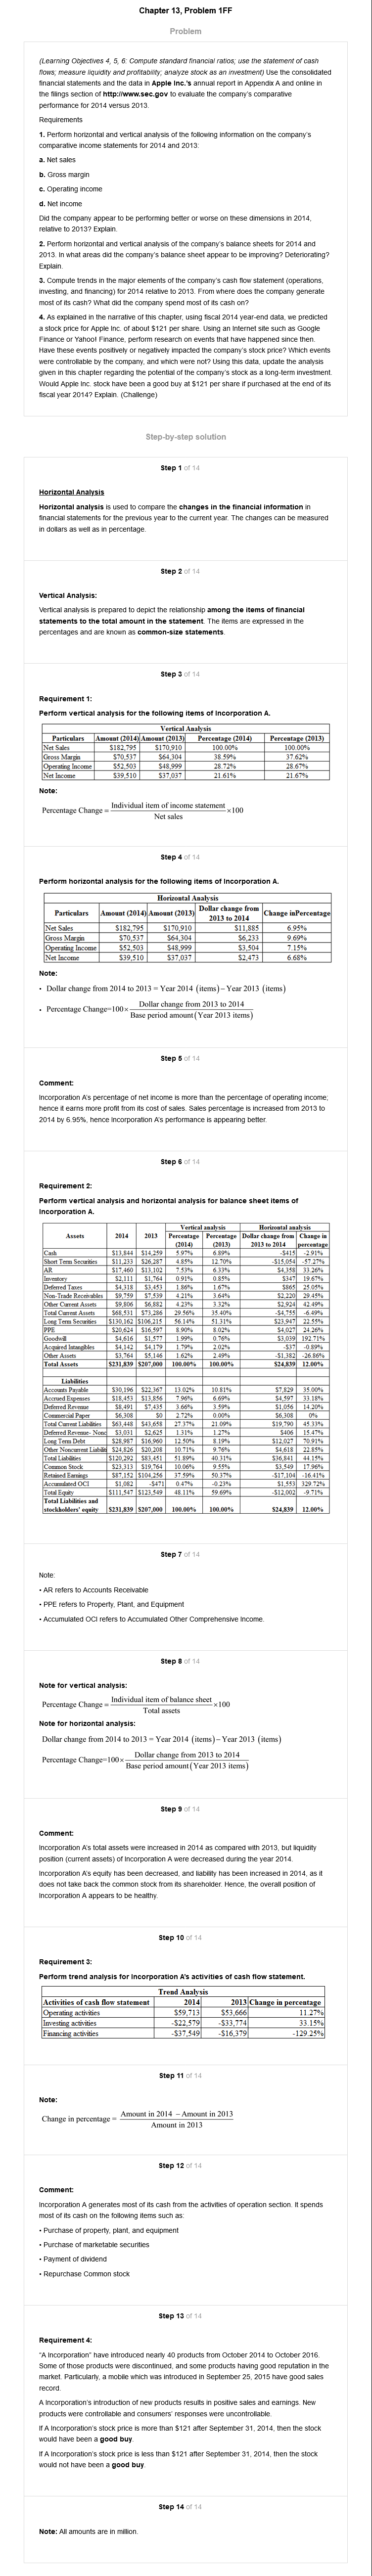 Chapter 13, Problem 1FF
Problem
(Learning Objectives 4, 5, 6: Compute standard financial ratios; use the statement of cash
flows; measure liquidity and profitability; analyze stock as an investment) Use the consolidated
financial statements and the data in Apple Inc.'s annual report in Appendix A and online in
the filings section of http://www.sec.gov to evaluate the company's comparative
performance for 2014 versus 2013.
Requirements
1. Perform horizontal and vertical analysis of the following information on the company's
comparative income statements for 2014 and 2013:
a. Net sales
b. Gross margin
c. Operating income
d. Net income
Did the company appear to be performing better or worse on these dimensions in 2014,
relative to 2013? Explain.
2. Perform horizontal and vertical analysis of the company's balance sheets for 2014 and
2013. In what areas did the company's balance sheet appear to be improving? Deteriorating?
Explain.
3. Compute trends in the major elements of the company's cash flow statement (operations,
investing, and financing) for 2014 relative to 2013. From where does the company generate
most of its cash? What did the company spend most of its cash on?
4. As explained in the narrative of this chapter, using fiscal 2014 year-end data, we predicted
a stock price for Apple Inc. of about $121 per share. Using an Internet site such as Google
Finance or Yahoo! Finance, perform research on events that have happened since then.
Have these events positively or negatively impacted the company's stock price? Which events
were controllable by the company, and which were not? Using this data, update the analysis
given in this chapter regarding the potential of the company's stock as a long-term investment.
Would Apple Inc. stock have been a good buy at $121 per share if purchased at the end of its
fiscal year 2014? Explain. (Challenge)
Step-by-step solution
Step 1 of 14
Horizontal Analysis
Horizontal analysis is used to compare the changes in the financial information in
financial statements for the previous year to the current year. The changes can be measured
in dollars as well as in percentage.
Step 2 of 14
Vertical Analysis:
Vertical analysis is prepared to depict the relationship among the items of financial
statements to the total amount in the statement. The items are expressed in the
percentages and are known as common-size statements.
Step 3 of 14
Requirement 1:
Perform vertical analysis for the following items of Incorporation A.
Vertical Analysis
Particulars Amount (2014) Amount (2013) Percentage (2014) Percentage (2013)
Net Sales $182,795 $170,910 100.00% 100.00%
Gross Margin $70,537 $64,304 38.59% 37.62%
Operating Income $52,503 $48,999 28.72% 28.67%
Net Income $39,510 $37,037 21.61% 21.67%
Note:
Percentage Change = Individual item of income statement / Net sales ×100
Step 4 of 14
Perform horizontal analysis for the following items of Incorporation A.
Horizontal Analysis
Particulars Amount (2014) Amount (2013) Dollar change from 2013 to 2014 Change inPercentage
Net Sales $182,795 $170,910 $11,885 6.95%
Gross Margin $70,537 $64,304 $6,233 9.69%
Operating Income $52,503 $48,999 $3,504 7.15%
Net Income $39,510 $37,037 $2,473 6.68%
Note:
• Dollar change from 2014 to 2013 = Year 2014 (items) – Year 2013 (items)
• Percentage Change=100× Dollar change from 2013 to 2014 / Base period amount (Year 2013 items)
Step 5 of 14
Comment:
Incorporation A's percentage of net income is more than the percentage of operating income;
hence it earns more profit from its cost of sales. Sales percentage is increased from 2013 to
2014 by 6.95%, hence Incorporation A's performance is appearing better.
Step 6 of 14
Requirement 2:
Perform vertical analysis and horizontal analysis for balance sheet items of
Incorporation A.
Vertical analysis Horizontal analysis
Assets 2014 2013 Percentage (2014) Percentage (2013) Dollar change from 2013 to 2014 Change in percentage
Cash $13,844 $14,259 5.97% 6.89% -$415 -2.91%
Short Term Securities $11,233 $26,287 4.85% 12.70% -$15,054 -57.27%
AR $17,460 $13,102 7.53% 6.33% $4,358 33.26%
Inventory $2,111 $1,764 0.91% 0.85% $347 19.67%
Deferred Taxes $4,318 $3,453 1.86% 1.67% $865 25.05%
Non-Trade Receivables $9,759 $7,539 4.21% 3.64% $2,220 29.45%
Other Current Assets $9,806 $6,882 4.23% 3.32% $2,924 42.49%
Total Current Assets $68,531 $73,286 29.56% 35.40% -$4,755 -6.49%
Long Term Securities $130,162 $106,215 56.14% 51.31% $23,947 22.55%
PPE $20,624 $16,597 8.90% 8.02% $4,027 24.26%
Goodwill $4,616 $1,577 1.99% 0.76% $3,039 192.71%
Acquired Intangibles $4,142 $4,179 1.79% 2.02% -$37 -0.89%
Other Assets $3,764 $5,146 1.62% 2.49% -$1,382 -26.86%
Total Assets $231,839 $207,000 100.00% 100.00% $24,839 12.00%
Liabilities
Accounts Payable $30,196 $22,367 13.02% 10.81% $7,829 35.00%
Accrued Expenses $18,453 $13,856 7.96% 6.69% $4,597 33.18%
Deferred Revenue $8,491 $7,435 3.66% 3.59% $1,056 14.20%
Commercial Paper $6,308 $0 2.72% 0.00% $6,308 0%
Total Current Liabilities $63,448 $43,658 27.37% 21.09% $19,790 45.33%
Deferred Revenue- Nonc $3,031 $2,625 1.31% 1.27% $406 15.47%
Long Term Debt $28,987 $16,960 12.50% 8.19% $12,027 70.91%
Other Noncurrent Liabilit $24,826 $20,208 10.71% 9.76% $4,618 22.85%
Total Liabilities $120,292 $83,451 51.89% 40.31% $36,841 44.15%
Common Stock $23,313 $19,764 10.06% 9.55% $3,549 17.96%
Retained Earnings $87,152 $104,256 37.59% 50.37% -$17,104 -16.41%
Accumulated OCI $1,082 -$471 0.47% -0.23% $1,553 329.72%
Total Equity $111,547 $123,549 48.11% 59.69% -$12,002 -9.71%
Total Liabilities and
stockholders' equity $231,839 $207,000 100.00% 100.00% $24,839 12.00%
Step 7 of 14
Note:
• AR refers to Accounts Receivable
• PPE refers to Property, Plant, and Equipment
• Accumulated OCI refers to Accumulated Other Comprehensive Income.
Step 8 of 14
Note for vertical analysis:
Percentage Change = Individual item of balance sheet / Total assets ×100
Note for horizontal analysis:
Dollar change from 2014 to 2013 = Year 2014 (items) – Year 2013 (items)
Percentage Change=100× Dollar change from 2013 to 2014 / Base period amount (Year 2013 items)
Step 9 of 14
Comment:
Incorporation A's total assets were increased in 2014 as compared with 2013, but liquidity
position (current assets) of Incorporation A were decreased during the year 2014.
Incorporation A's equity has been decreased, and liability has been increased in 2014, as it
does not take back the common stock from its shareholder. Hence, the overall position of
Incorporation A appears to be healthy.
Step 10 of 14
Requirement 3:
Perform trend analysis for Incorporation A's activities of cash flow statement.
Trend Analysis
Activities of cash flow statement 2014 2013 Change in percentage
Operating activities $59,713 $53,666 11.27%
Investing activities -$22,579 -$33,774 33.15%
Financing activities -$37,549 -$16,379 -129.25%
Step 11 of 14
Note:
Change in percentage = Amount in 2014 – Amount in 2013 / Amount in 2013
Step 12 of 14
Comment:
Incorporation A generates most of its cash from the activities of operation section. It spends
most of its cash on the following items such as:
• Purchase of property, plant, and equipment
• Purchase of marketable securities
• Payment of dividend
• Repurchase Common stock
Step 13 of 14
Requirement 4:
"A Incorporation" have introduced nearly 40 products from October 2014 to October 2016.
Some of those products were discontinued, and some products having good reputation in the
market. Particularly, a mobile which was introduced in September 25, 2015 have good sales
record.
A Incorporation's introduction of new products results in positive sales and earnings. New
products were controllable and consumers' responses were uncontrollable.
If A Incorporation's stock price is more than $121 after September 31, 2014, then the stock
would have been a good buy.
If A Incorporation's stock price is less than $121 after September 31, 2014, then the stock
would not have been a good buy.
Step 14 of 14
Note: All amounts are in million.